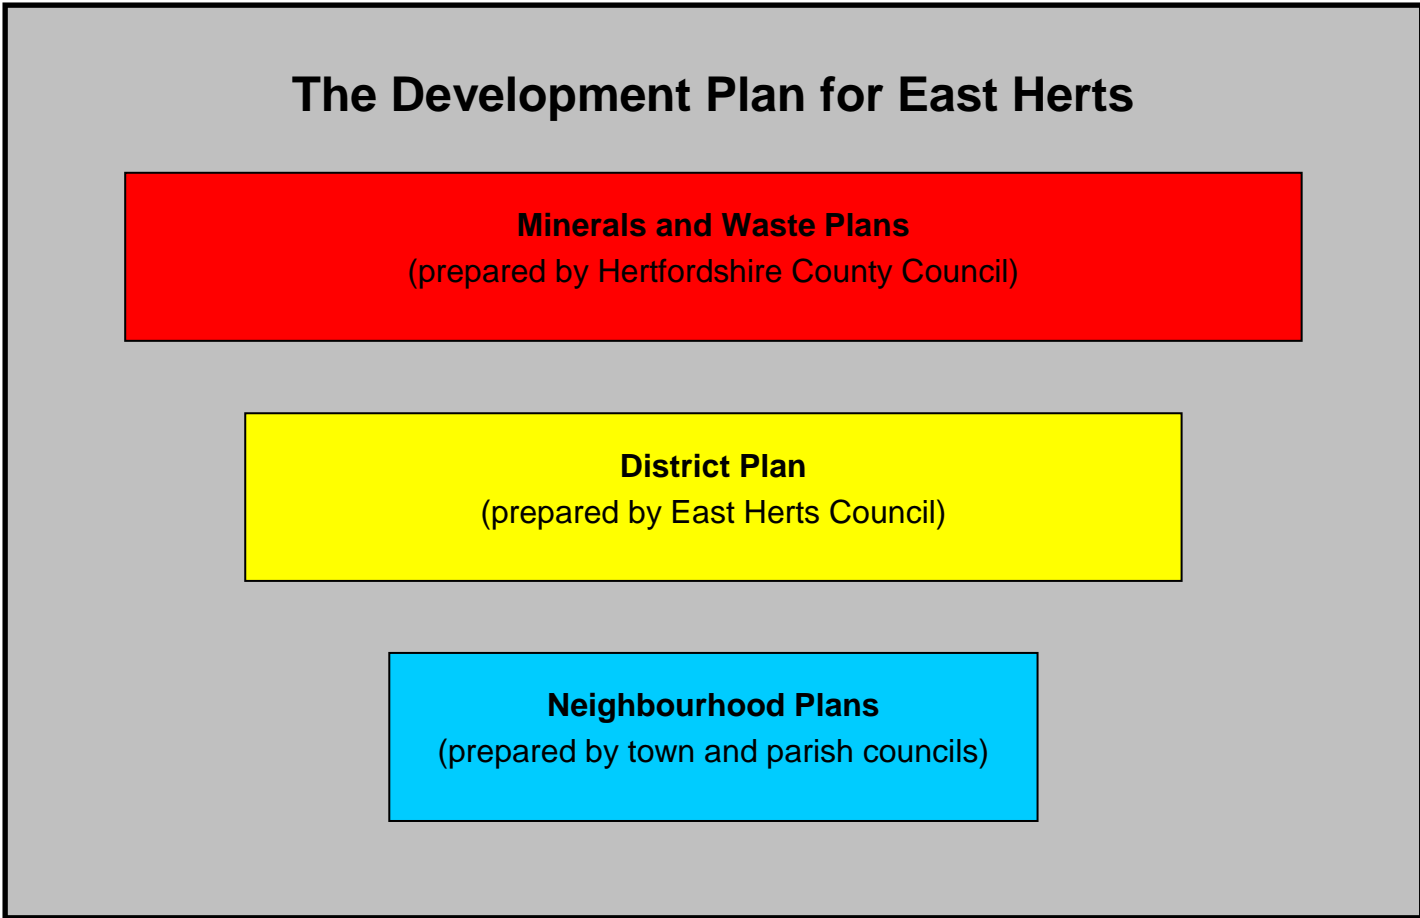 The Development Plan for East Herts
Minerals and Waste Plans
(prepared by Hertfordshire County Council)
District Plan
(prepared by East Herts Council)
Neighbourhood Plans
(prepared by town and parish councils)